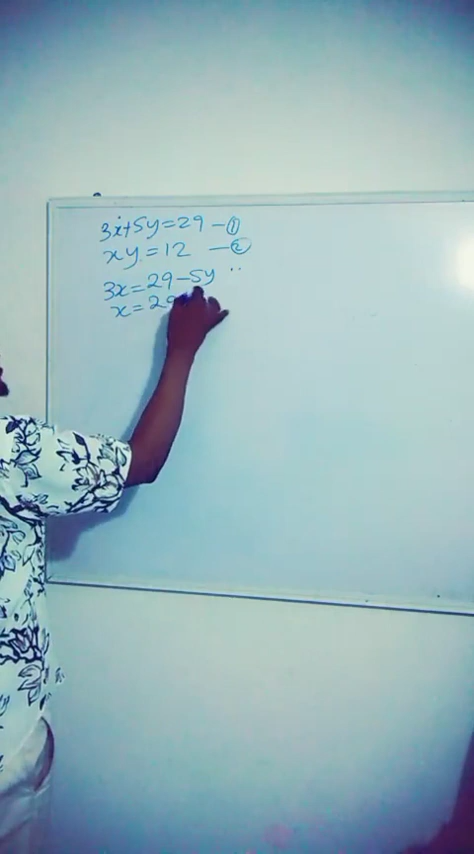 3x+5y=29 —①
xy=12 —②
3x=29-5y
x=29